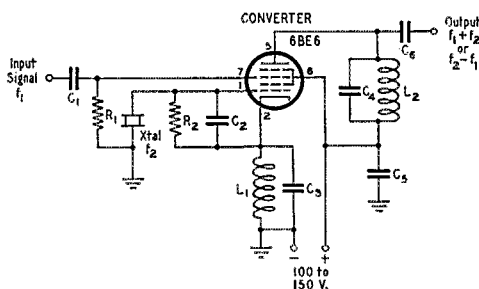 CONVERTER
6BE6
Input
Signal
f1
C1
R1
Xtal
f2
R2
C2
7
1
5
6
2
L1
C3
C4
L2
C5
C6
Output
f1 + f2
or
f2 - f1
− +
100 to
150 V.